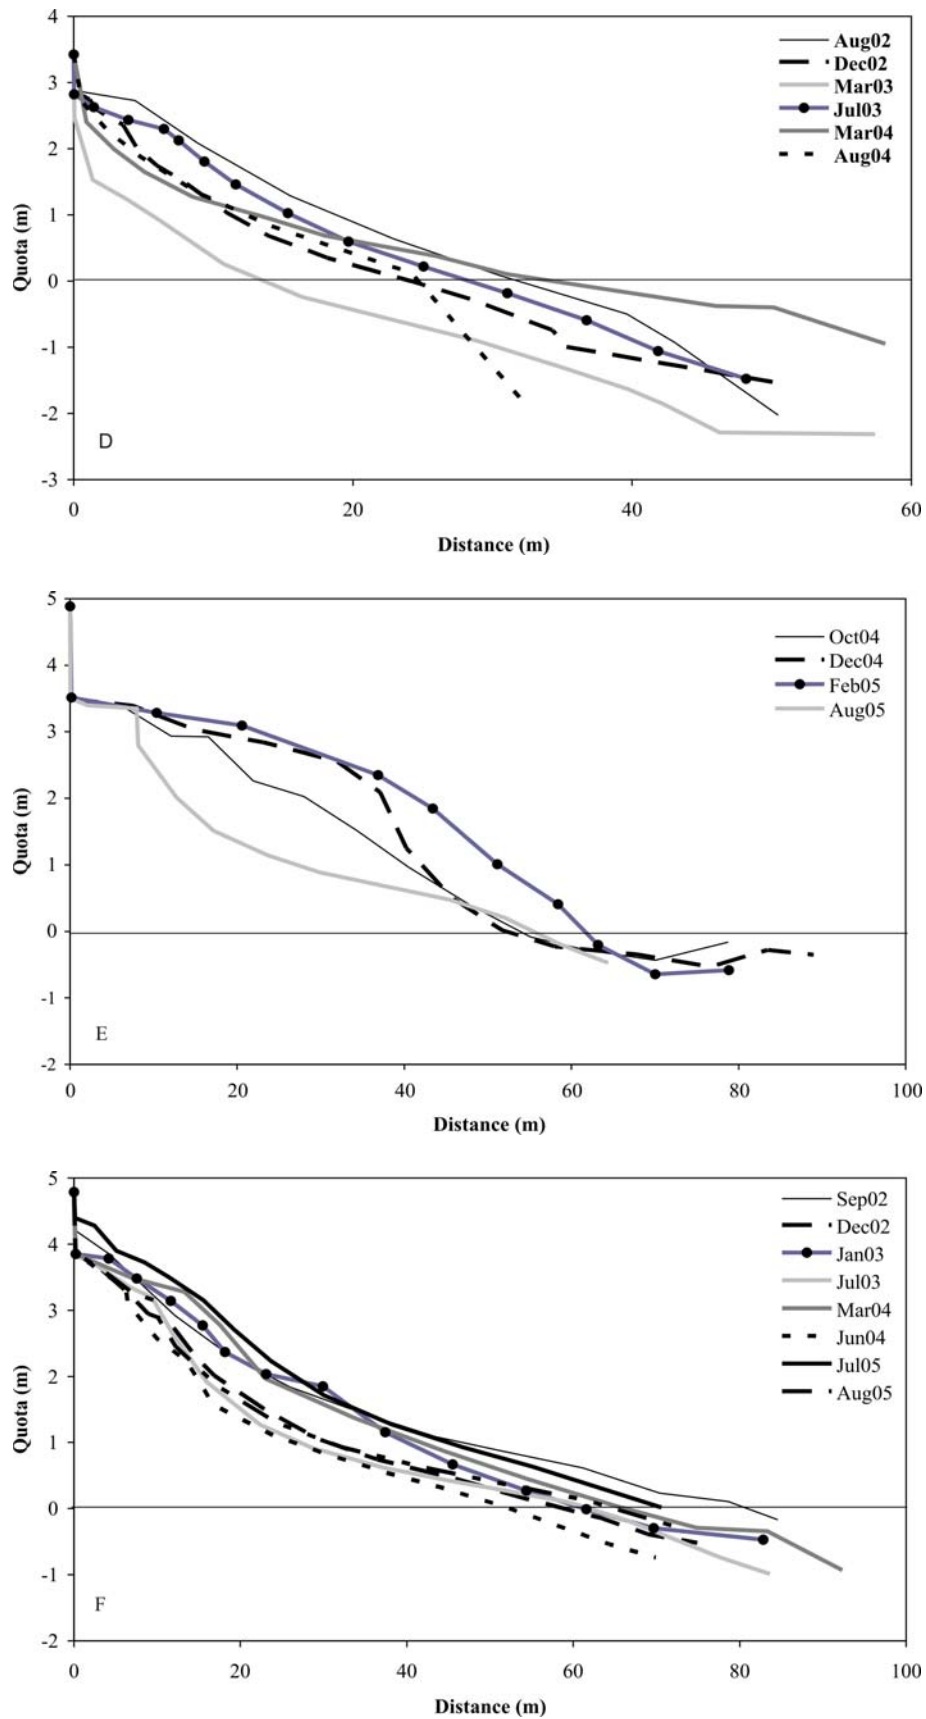 4
3
2
1
0
-1
-2
-3
Quota (m)
Aug02
Dec02
Mar03
Jul03
Mar04
Aug04
D
0 20 40 60
Distance (m)
5
4
3
2
1
0
-1
-2
Quota (m)
Oct04
Dec04
Feb05
Aug05
E
0 20 40 60 80 100
Distance (m)
5
4
3
2
1
0
-1
-2
Quota (m)
Sep02
Dec02
Jan03
Jul03
Mar04
Jun04
Jul05
Aug05
F
0 20 40 60 80 100
Distance (m)